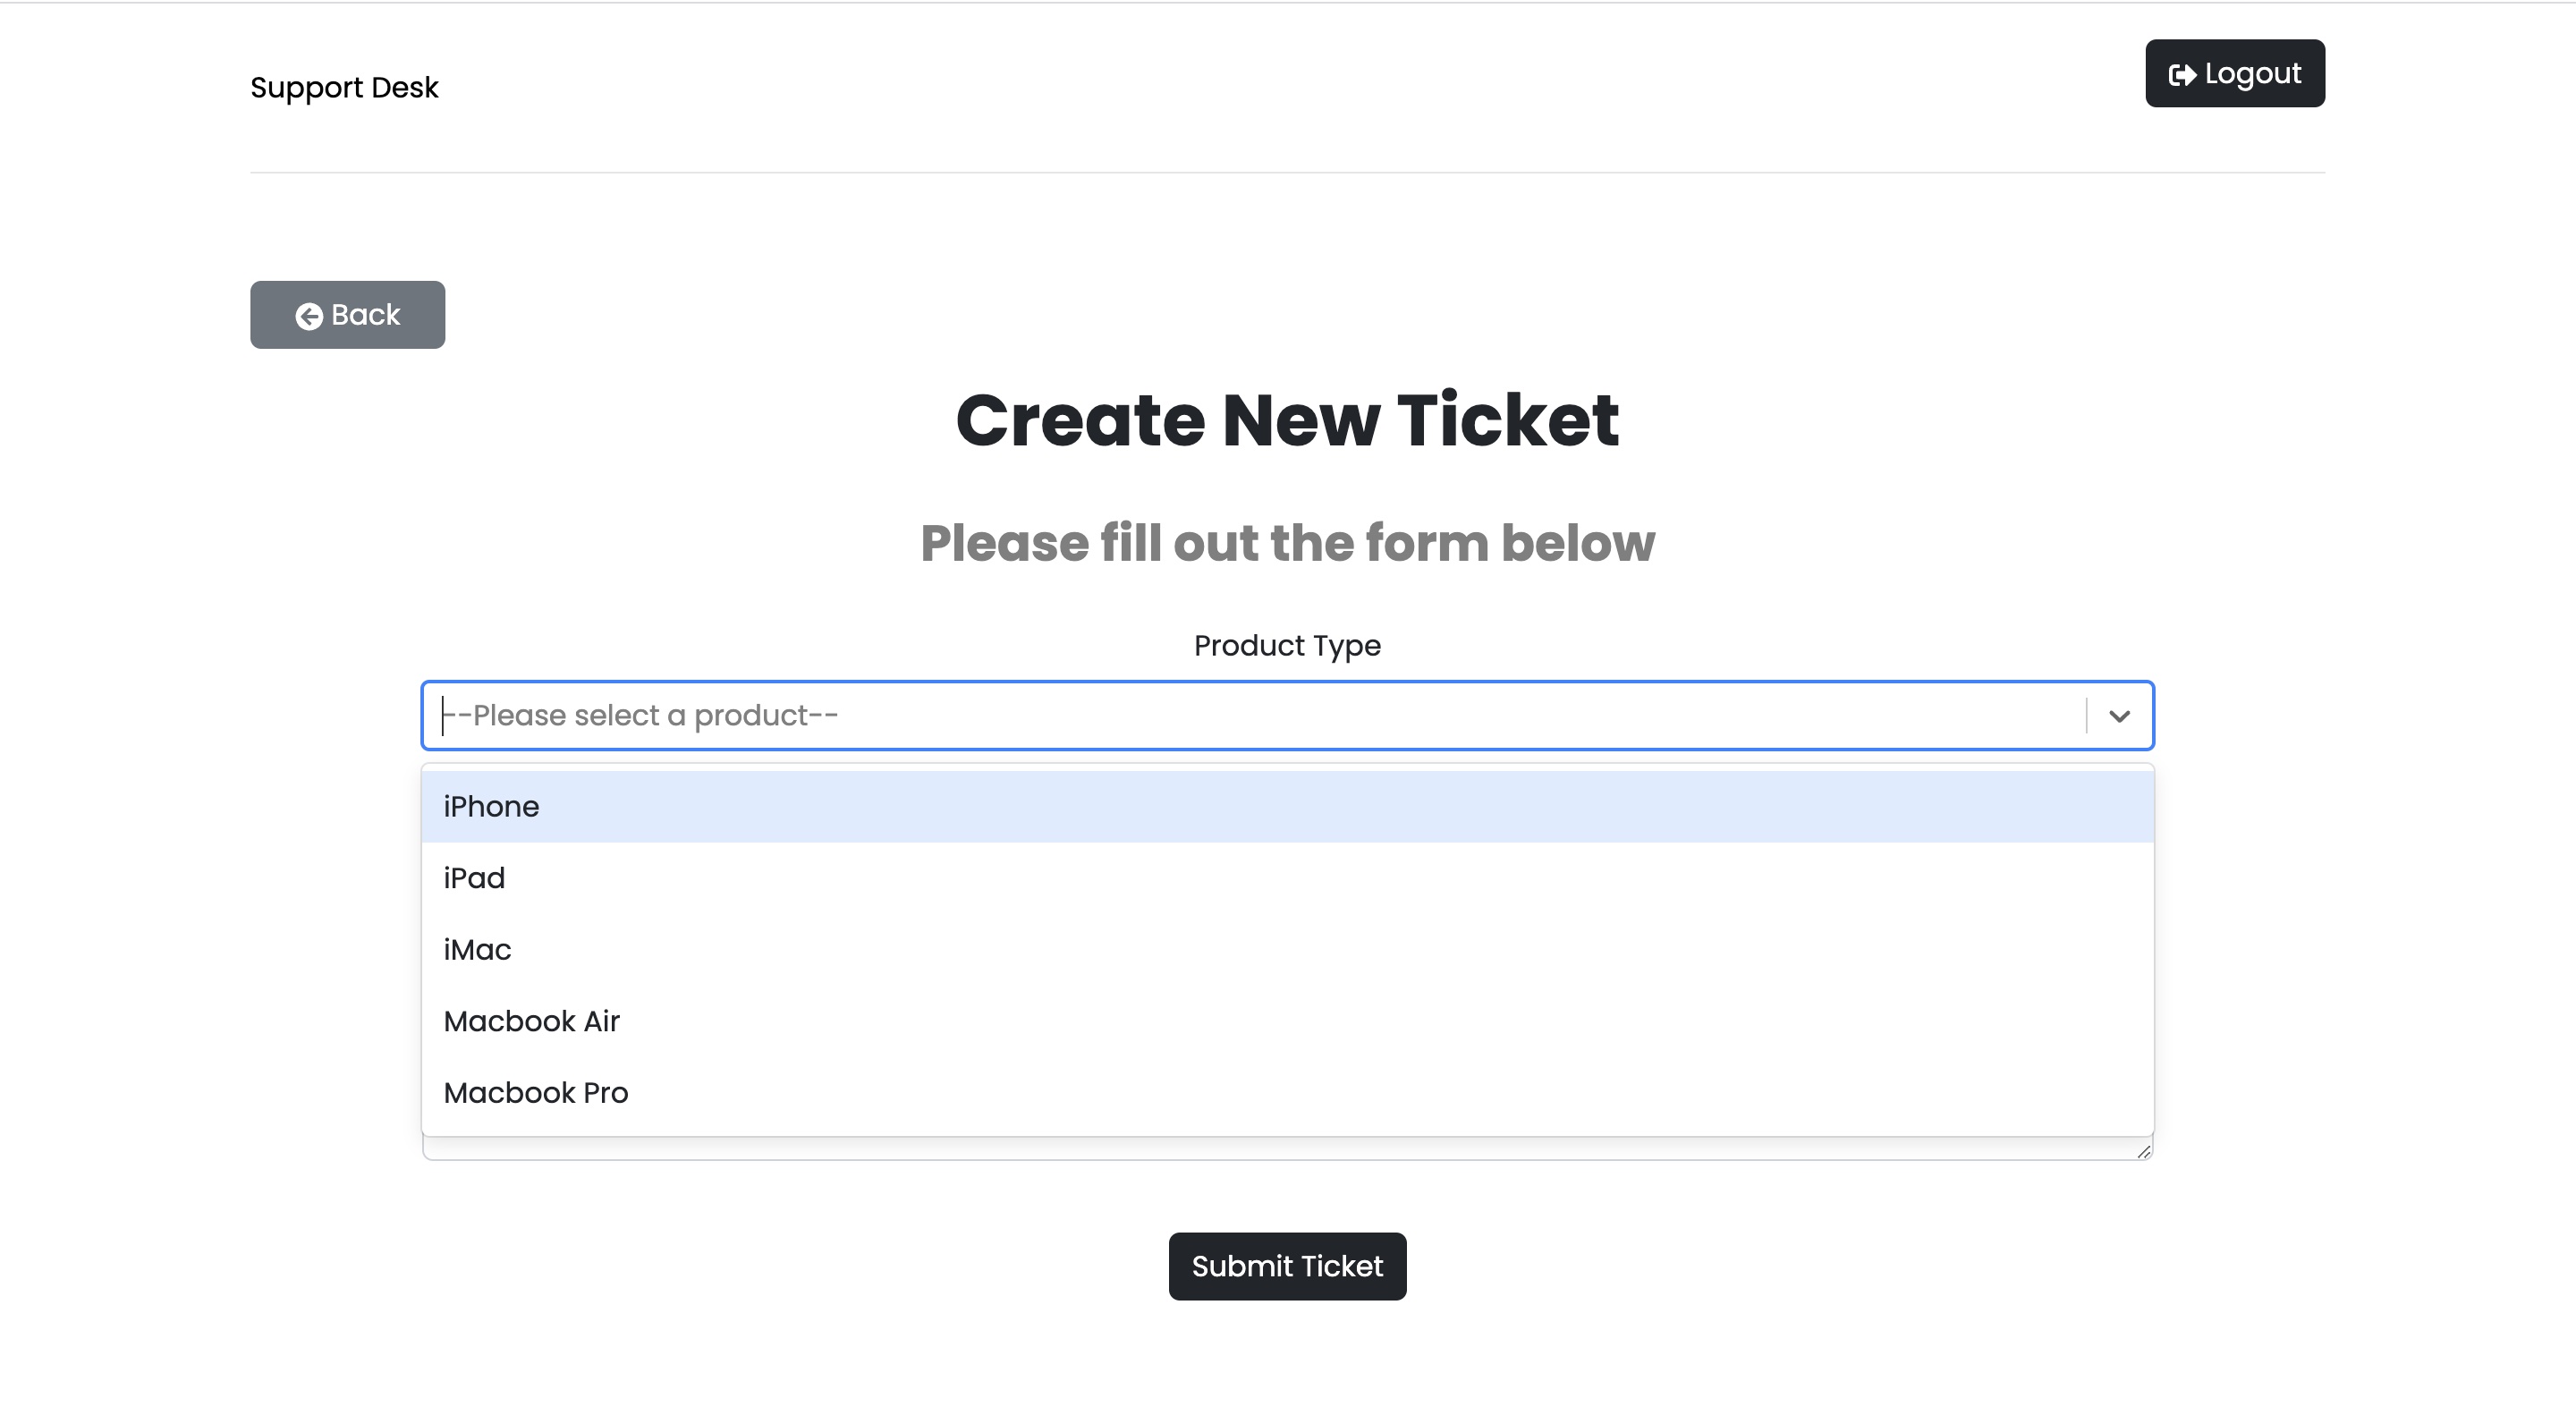 Support Desk
Logout
Back
Create New Ticket
Please fill out the form below
Product Type
--Please select a product--
iPhone
iPad
iMac
Macbook Air
Macbook Pro
Submit Ticket